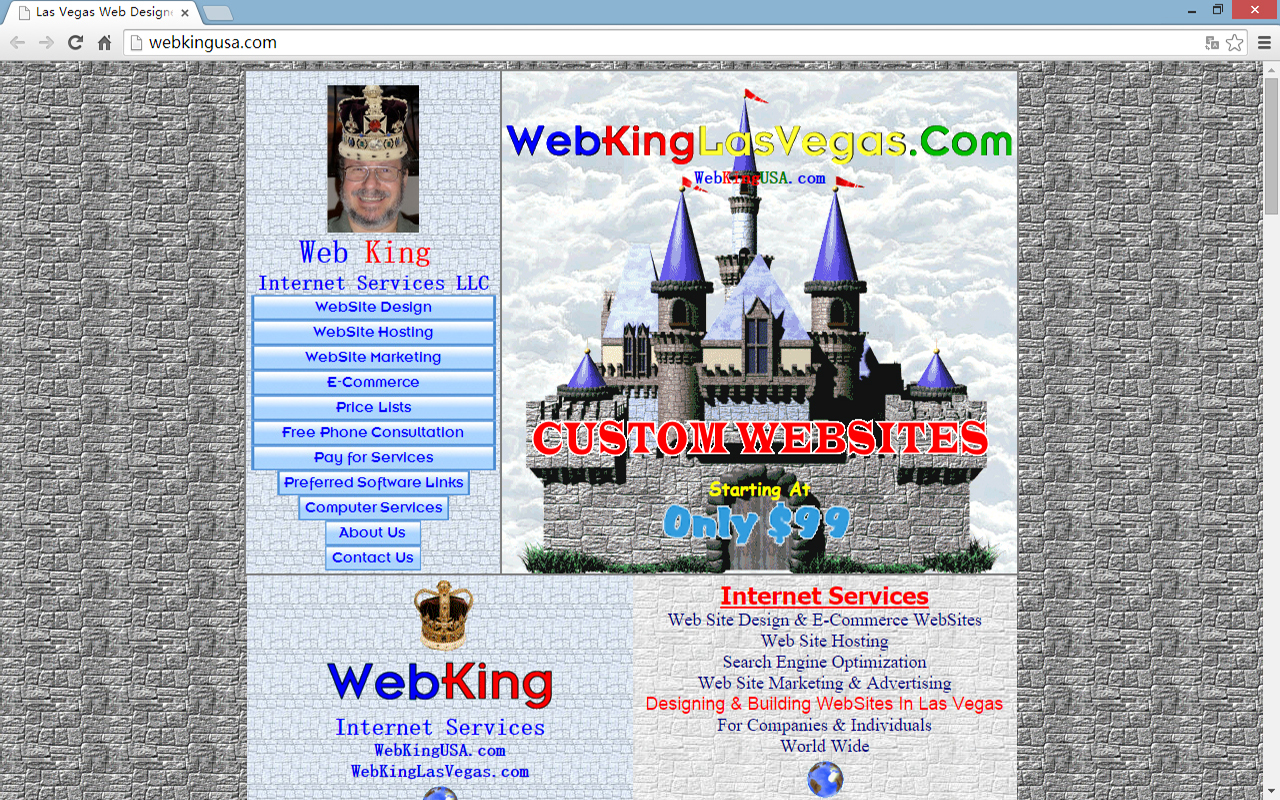 Las Vegas Web Design
webkingusa.com
Web King
Internet Services LLC
WebSite Design
WebSite Hosting
WebSite Marketing
E-Commerce
Price Lists
Free Phone Consultation
Pay for Services
Preferred Software Links
Computer Services
About Us
Contact Us
WebKingLasVegas.Com
WebKingUSA.com
CUSTOM WEBSITES
Starting At
Only $99
WebKing
Internet Services
WebKingUSA.com
WebKingLasVegas.com
Internet Services
Web Site Design & E-Commerce WebSites
Web Site Hosting
Search Engine Optimization
Web Site Marketing & Advertising
Designing & Building WebSites In Las Vegas
For Companies & Individuals
World Wide